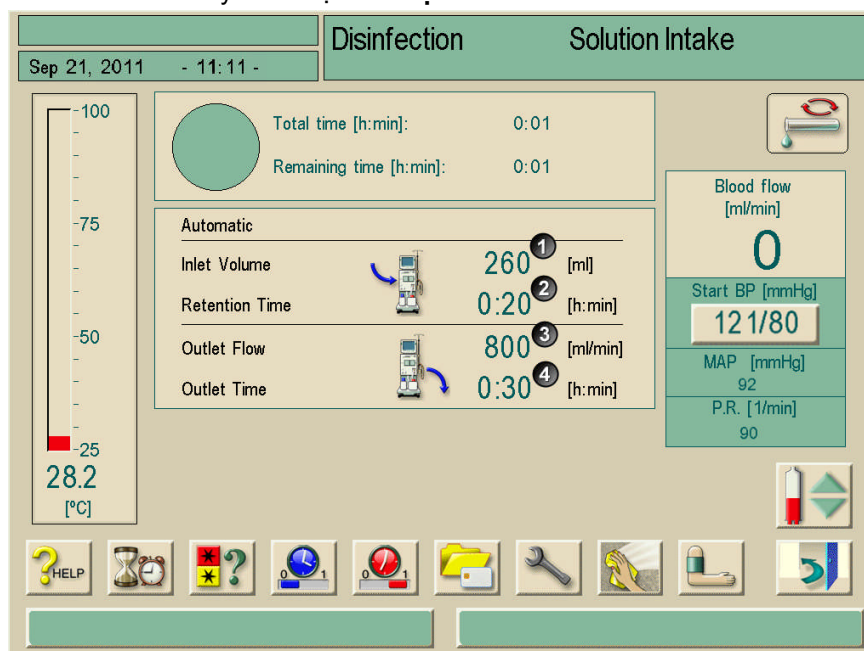 Disinfection Solution Intake
Sep 21, 2011 - 11:11 -
100
75
50
25
28.2
[ºC]
Total time [h:min]: 0:01
Remaining time [h:min]: 0:01
Automatic
Inlet Volume 260 1 [ml]
Retention Time 0:20 2 [h:min]
Outlet Flow 800 3 [ml/min]
Outlet Time 0:30 4 [h:min]
Blood flow
[ml/min]
0
Start BP [mmHg]
121/80
MAP [mmHg]
92
P.R. [1/min]
90
? HELP
?
0 1
0 1